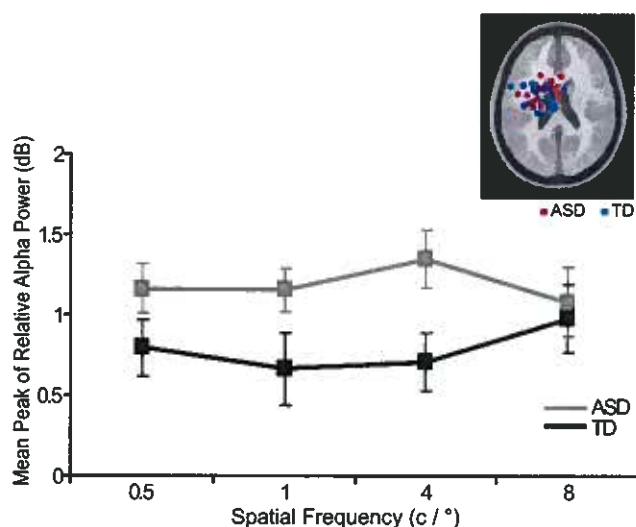 ASD TD
Mean Peak of Relative Alpha Power (dB)
2
1.5
1
0.5
0
ASD
TD
0.5 1 4 8
Spatial Frequency (c / °)